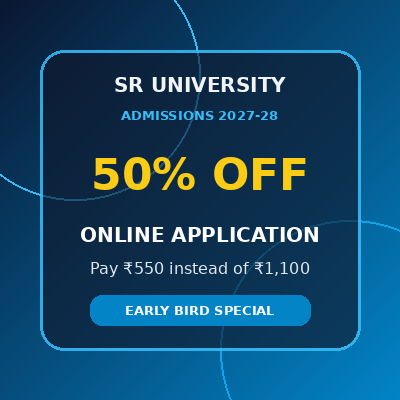 SR UNIVERSITY
ADMISSIONS 2027-28
50% OFF
ONLINE APPLICATION
Pay ₹550 instead of ₹1,100
EARLY BIRD SPECIAL